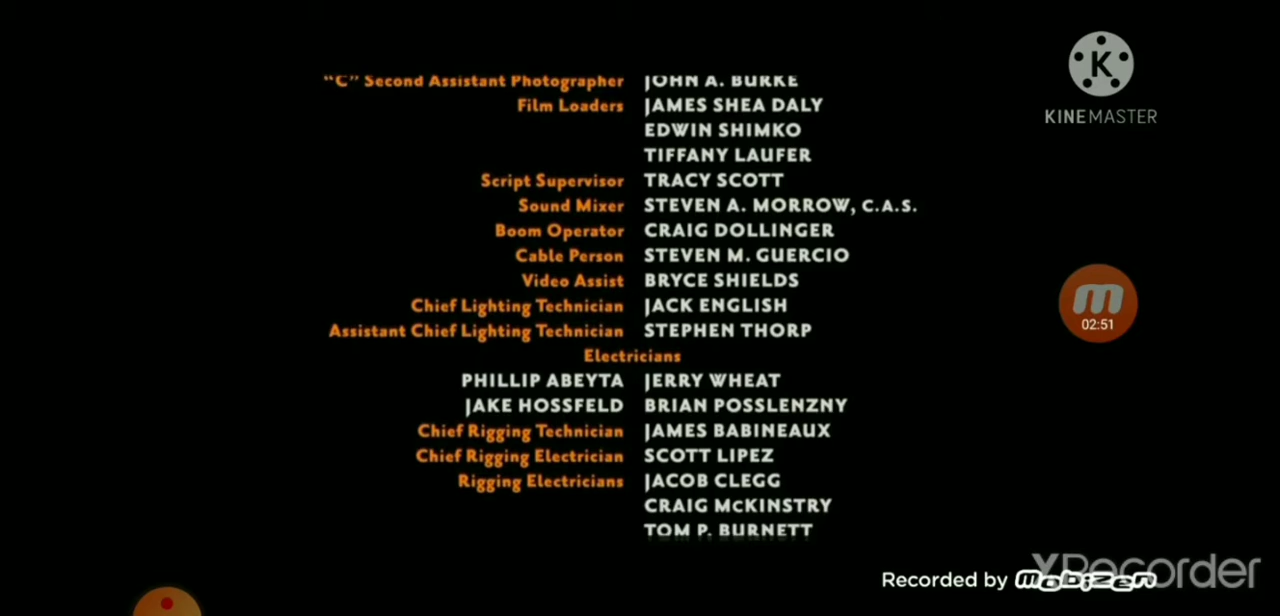 "C" Second Assistant Photographer JOHN A. BURKE
Film Loaders JAMES SHEA DALY
EDWIN SHIMKO
TIFFANY LAUFER
Script Supervisor TRACY SCOTT
Sound Mixer STEVEN A. MORROW, C.A.S.
Boom Operator CRAIG DOLLINGER
Cable Person STEVEN M. GUERCIO
Video Assist BRYCE SHIELDS
Chief Lighting Technician JACK ENGLISH
Assistant Chief Lighting Technician STEPHEN THORP
Electricians
PHILLIP ABEYTA JERRY WHEAT
JAKE HOSSFELD BRIAN POSSLENZNY
Chief Rigging Technician JAMES BABINEAUX
Chief Rigging Electrician SCOTT LIPEZ
Rigging Electricians JACOB CLEGG
CRAIG McKINSTRY
TOM P. BURNETT
K
KINEMASTER
m
02:51
XRecorder
Recorded by mobizen